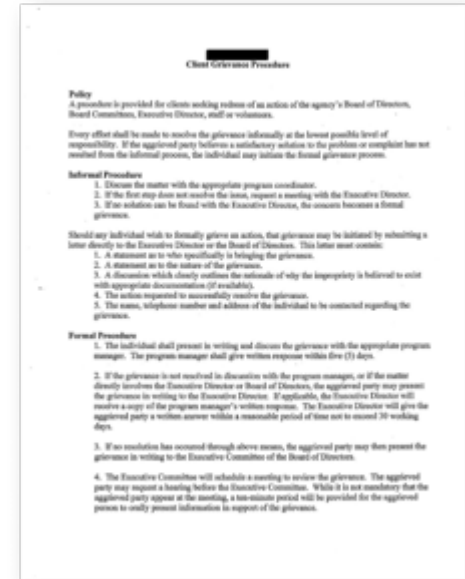 Client Grievance Procedure
Policy
A procedure is provided for clients seeking redress of an action of the agency's Board of Directors,
Board Committees, Executive Director, staff or volunteers.
Every effort shall be made to resolve the grievance informally at the lowest possible level of
responsibility. If the aggrieved party believes a satisfactory solution to the problem or complaint has not
resulted from the informal process, the individual may initiate the formal grievance process.
Informal Procedure
1. Discuss the matter with the appropriate program coordinator.
2. If the first step does not resolve the issue, request a meeting with the Executive Director.
3. If no solution can be found with the Executive Director, the concern becomes a formal
grievance.
Should any individual wish to formally grieve an action, that grievance may be initiated by submitting a
letter directly to the Executive Director or the Board of Directors. This letter must contain:
1. A statement as to who specifically is bringing the grievance.
2. A statement as to the nature of the grievance.
3. A discussion which clearly outlines the rationale of why the impropriety is believed to exist
with appropriate documentation (if available).
4. The action requested to successfully resolve the grievance.
5. The name, telephone number and address of the individual to be contacted regarding the
grievance.
Formal Procedure
1. The individual shall present in writing and discuss the grievance with the appropriate program
manager. The program manager shall give written response within five (5) days.
2. If the grievance is not resolved in discussion with the program manager, or if the matter
directly involves the Executive Director or Board of Directors, the aggrieved party may present
the grievance in writing to the Executive Director. If applicable, the Executive Director will
receive a copy of the program manager's written response. The Executive Director will give the
aggrieved party a written answer within a reasonable period of time not to exceed 30 working
days.
3. If no resolution has occurred through above means, the aggrieved party may then present the
grievance in writing to the Executive Committee of the Board of Directors.
4. The Executive Committee will schedule a meeting to review the grievance. The aggrieved
party may request a hearing before the Executive Committee. While it is not mandatory that the
aggrieved party appear at the meeting, a ten-minute period will be provided for the aggrieved
person to orally present information in support of the grievance.